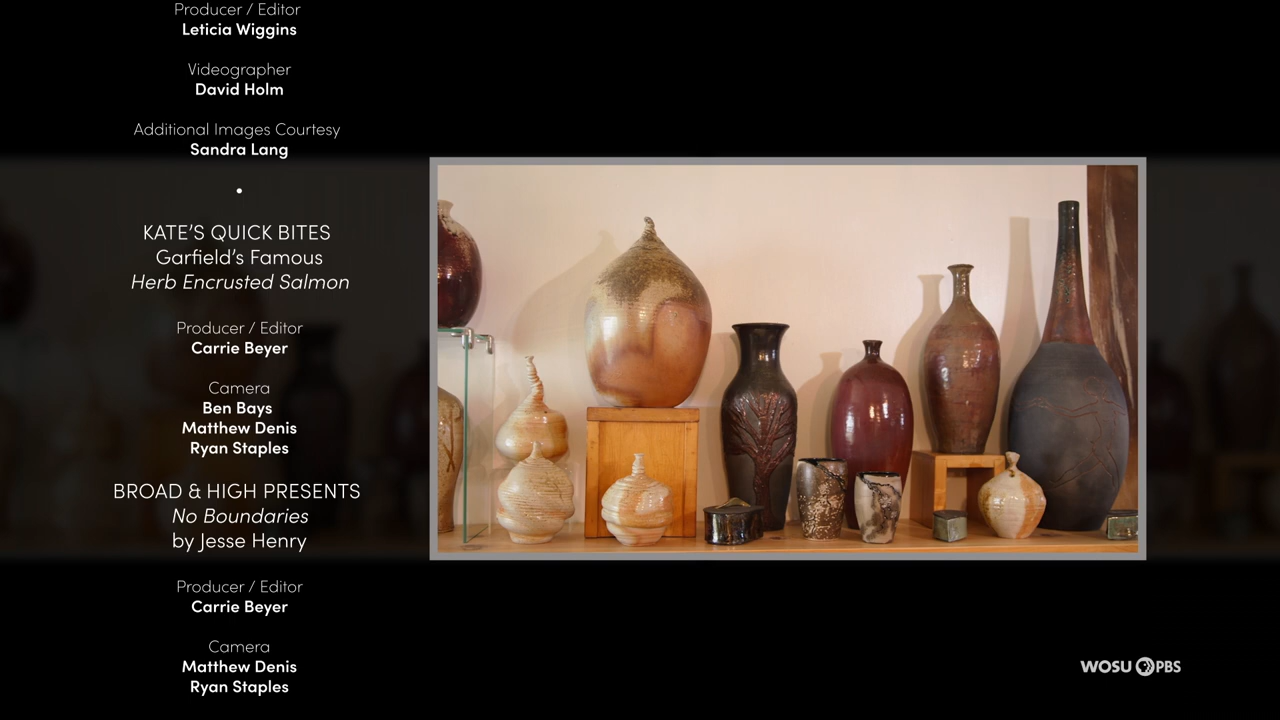 Producer / Editor
Leticia Wiggins
Videographer
David Holm
Additional Images Courtesy
Sandra Lang
•
KATE'S QUICK BITES
Garfield's Famous
Herb Encrusted Salmon
Producer / Editor
Carrie Beyer
Camera
Ben Bays
Matthew Denis
Ryan Staples
BROAD & HIGH PRESENTS
No Boundaries
by Jesse Henry
Producer / Editor
Carrie Beyer
Camera
Matthew Denis
Ryan Staples
WOSU PBS